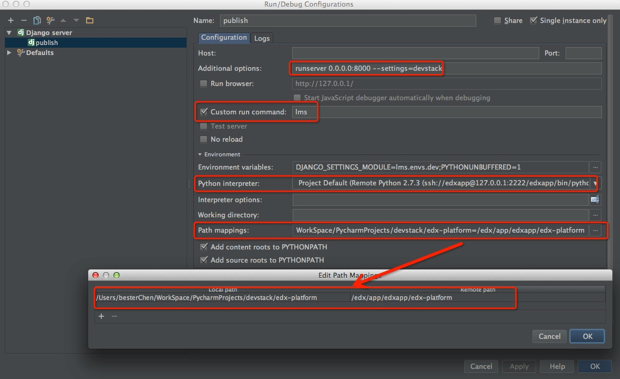 Run/Debug Configurations
Name: publish
Share
Single instance only
Django server
publish
Defaults
Configuration
Logs
Host:
Port:
Additional options: runserver 0.0.0.0:8000 --settings=devstack
Run browser: http://127.0.0.1/
Start JavaScript debugger automatically when debugging
Custom run command: lms
Test server
No reload
Environment
Environment variables: DJANGO_SETTINGS_MODULE=lms.envs.dev;PYTHONUNBUFFERED=1
Python interpreter: Project Default (Remote Python 2.7.3 (ssh://edxapp@127.0.0.1:2222/edxapp/bin/pytho
Interpreter options:
Working directory:
Path mappings: WorkSpace/PycharmProjects/devstack/edx-platform=/edx/app/edxapp/edx-platform
Add content roots to PYTHONPATH
Add source roots to PYTHONPATH
Edit Path Mappings
Local path Remote path
/Users/besterChen/WorkSpace/PycharmProjects/devstack/edx-platform /edx/app/edxapp/edx-platform
Cancel OK
Cancel Apply Help OK